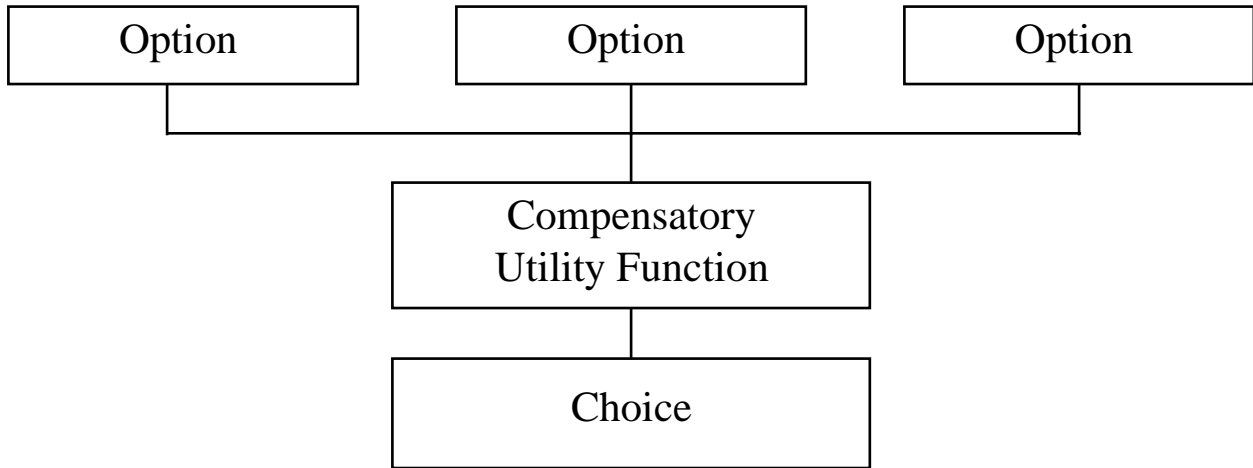 Option
Option
Option
Compensatory
Utility Function
Choice